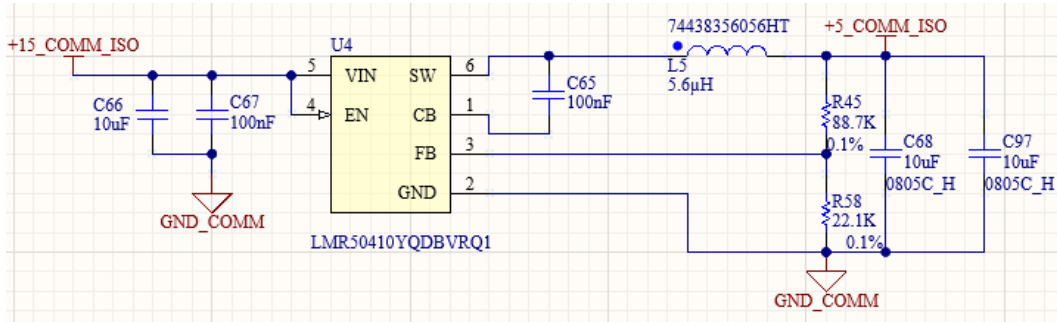 74438356056HT
+5_COMM_ISO
+15_COMM_ISO
U4
L5
5.6µH
5 VIN SW 6
C65
100nF
C66
10uF
C67
100nF
4 EN CB 1
R45
88.7K
0.1%
3 FB
C68
10uF
0805C_H
C97
10uF
0805C_H
GND 2
R58
22.1K
0.1%
GND_COMM
LMR50410YQDBVRQ1
GND_COMM